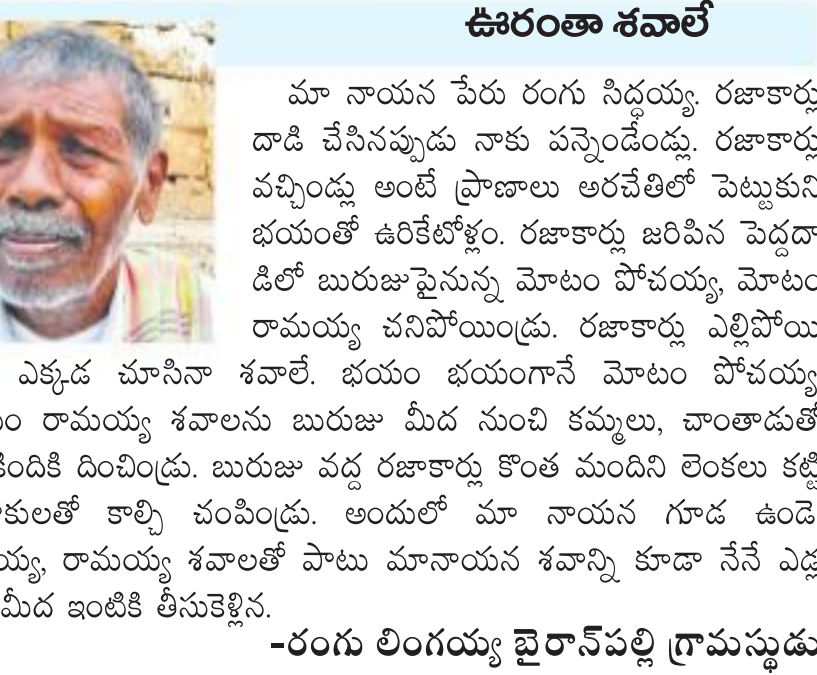 ఊరంతా శవాలే
మా నాయన పేరు రంగు సిద్ధయ్య. రజాకార్లు
దాడి చేసినప్పుడు నాకు పన్నెండేండ్లు. రజాకార్లు
వచ్చిండ్లు అంటే ప్రాణాలు అరచేతిలో పెట్టుకుని
భయంతో ఉరికేటోళ్లం. రజాకార్లు జరిపిన పెద్దదా
డిలో బురుజుపైనున్న మోటం పోచయ్య, మోటం
రామయ్య చనిపోయిండ్రు. రజాకార్లు ఎల్లిపోయి
ఎక్కడ చూసినా శవాలే. భయం భయంగానే మోటం పోచయ్య
రామయ్య శవాలను బురుజు మీద నుంచి కమ్మలు, చాంతాడుతో
కిందికి దించిండ్రు. బురుజు వద్ద రజాకార్లు కొంత మందిని లెంకలు కట్టి
కాల్చి చంపిండ్రు. అందులో మా నాయన గూడ ఉండె
రామయ్య శవాలతో పాటు మానాయన శవాన్ని కూడా నేనే ఎడ్ల
మీద ఇంటికి తీసుకెళ్లిన.
-రంగు లింగయ్య బైరాన్‌పల్లి గ్రామస్థుడు